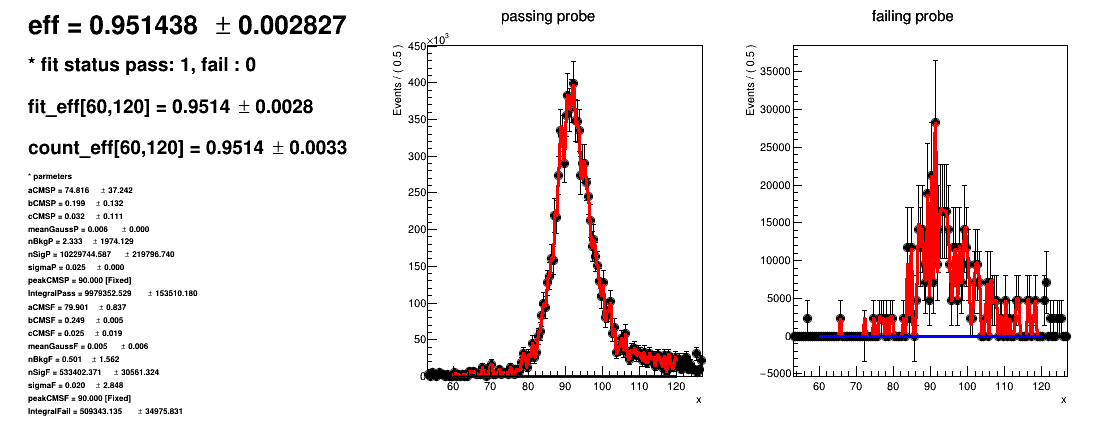 eff = 0.951438 ± 0.002827
* fit status pass: 1, fail : 0
fit_eff[60,120] = 0.9514 ± 0.0028
count_eff[60,120] = 0.9514 ± 0.0033
* parmeters
aCMSP = 74.816 ± 37.242
bCMSP = 0.199 ± 0.132
cCMSP = 0.032 ± 0.111
meanGaussP = 0.006 ± 0.000
nBkgP = 2.333 ± 1974.129
nSigP = 10229744.587 ± 219796.740
sigmaP = 0.025 ± 0.000
peakCMSP = 90.000 [Fixed]
IntegralPass = 9979352.529 ± 153510.180
aCMSF = 79.901 ± 0.837
bCMSF = 0.249 ± 0.005
cCMSF = 0.025 ± 0.019
meanGaussF = 0.005 ± 0.006
nBkgF = 0.501 ± 1.562
nSigF = 533402.371 ± 30561.324
sigmaF = 0.020 ± 2.848
peakCMSF = 90.000 [Fixed]
IntegralFail = 509343.135 ± 34975.831
passing probe
×10³
Events / ( 0.5 )
450
400
350
300
250
200
150
100
50
0
60 70 80 90 100 110 120
x
failing probe
Events / ( 0.5 )
35000
30000
25000
20000
15000
10000
5000
0
−5000
60 70 80 90 100 110 120
x